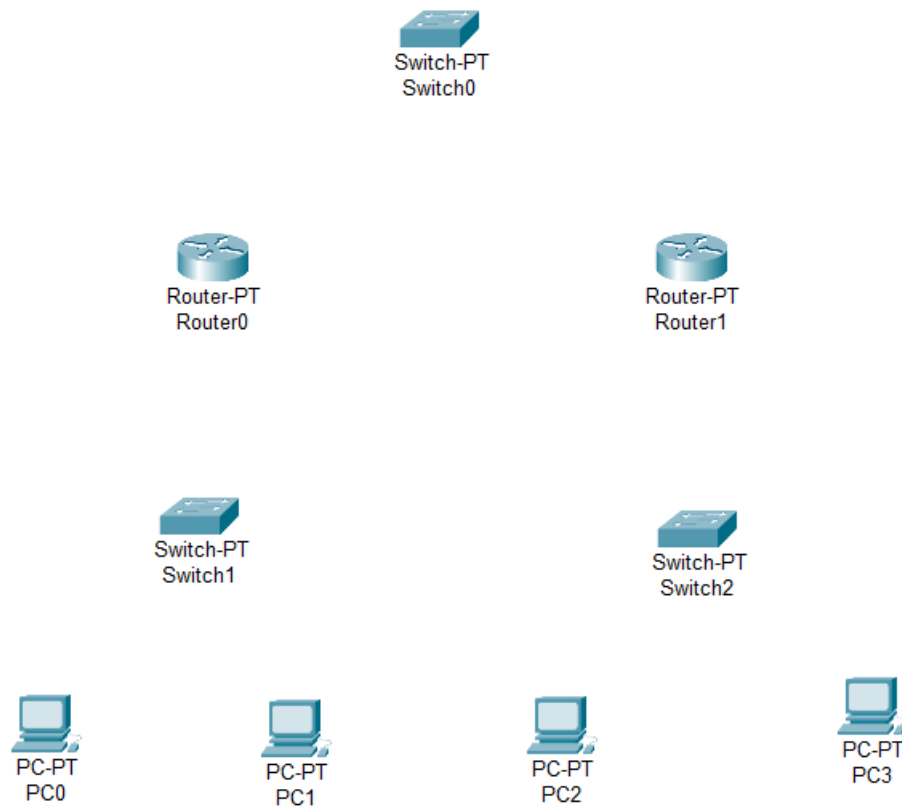 Switch-PT
Switch0
Router-PT
Router0
Router-PT
Router1
Switch-PT
Switch1
Switch-PT
Switch2
PC-PT
PC0
PC-PT
PC1
PC-PT
PC2
PC-PT
PC3